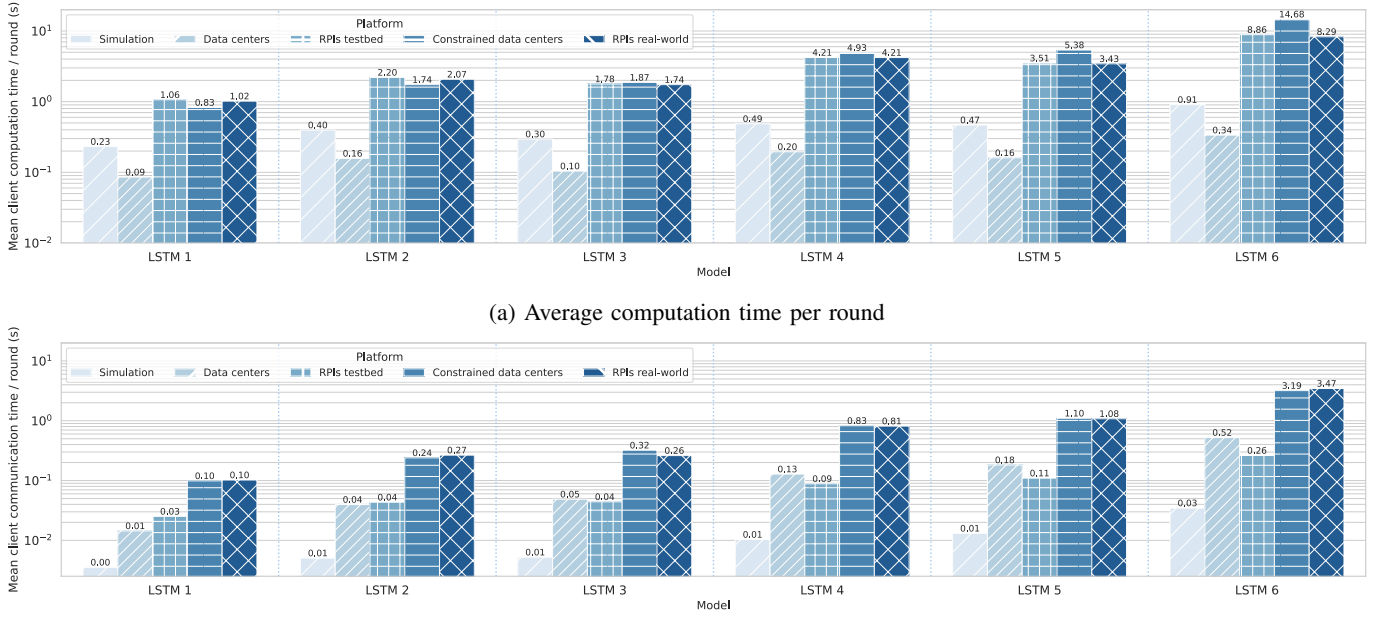 Mean client computation time / round (s)
Platform
Simulation Data centers RPIs testbed Constrained data centers RPIs real-world
10¹
10⁰
10⁻¹
10⁻²
0.23 0.09 1.06 0.83 1.02
0.40 0.16 2.20 1.74 2.07
0.30 0.10 1.78 1.87 1.74
0.49 0.20 4.21 4.93 4.21
0.47 0.16 3.51 5.38 3.43
0.91 0.34 8.86 14.68 8.29
LSTM 1 LSTM 2 LSTM 3 LSTM 4 LSTM 5 LSTM 6
Model
(a) Average computation time per round
Mean client communication time / round (s)
Platform
Simulation Data centers RPIs testbed Constrained data centers RPIs real-world
10¹
10⁰
10⁻¹
10⁻²
0.00 0.01 0.03 0.10 0.10
0.01 0.04 0.04 0.24 0.27
0.01 0.05 0.04 0.32 0.26
0.01 0.13 0.09 0.83 0.81
0.01 0.18 0.11 1.10 1.08
0.03 0.52 0.26 3.19 3.47
LSTM 1 LSTM 2 LSTM 3 LSTM 4 LSTM 5 LSTM 6
Model